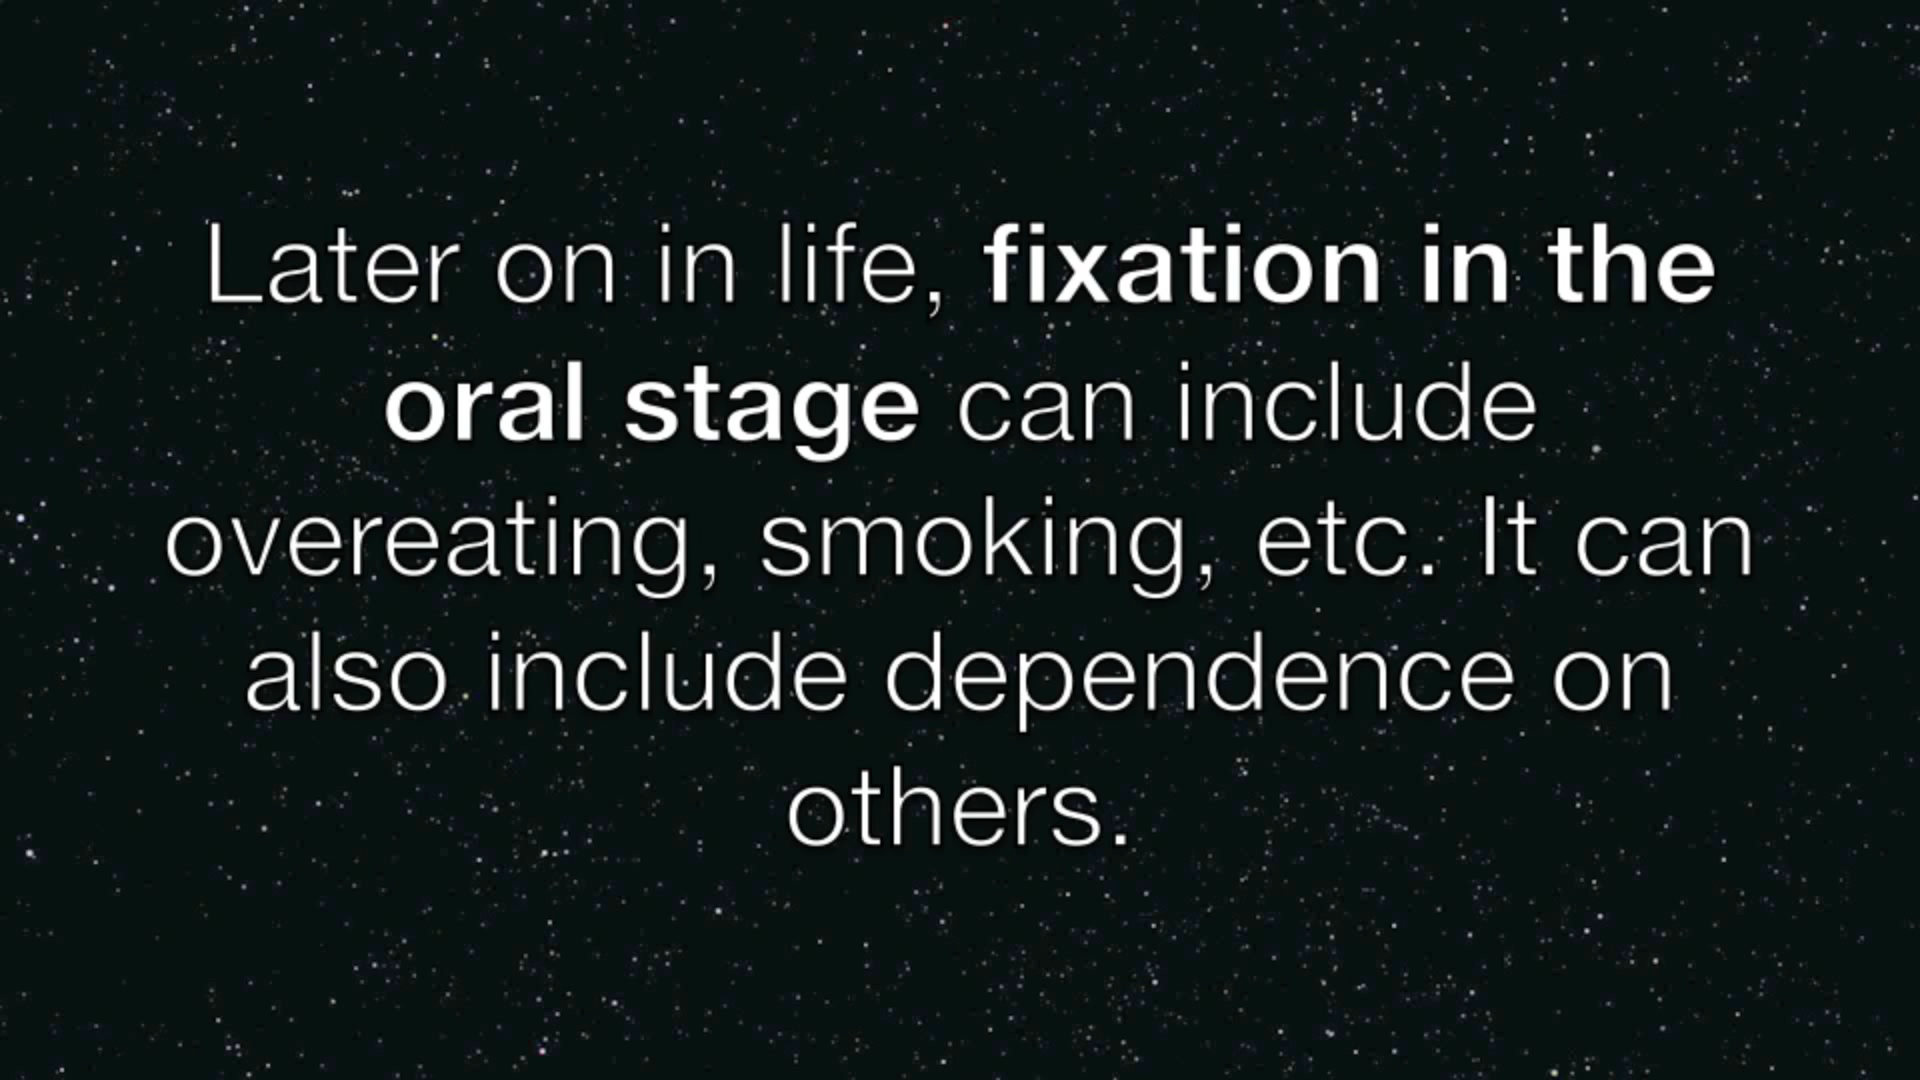 Later on in life, fixation in the
oral stage can include
overeating, smoking, etc. It can
also include dependence on
others.